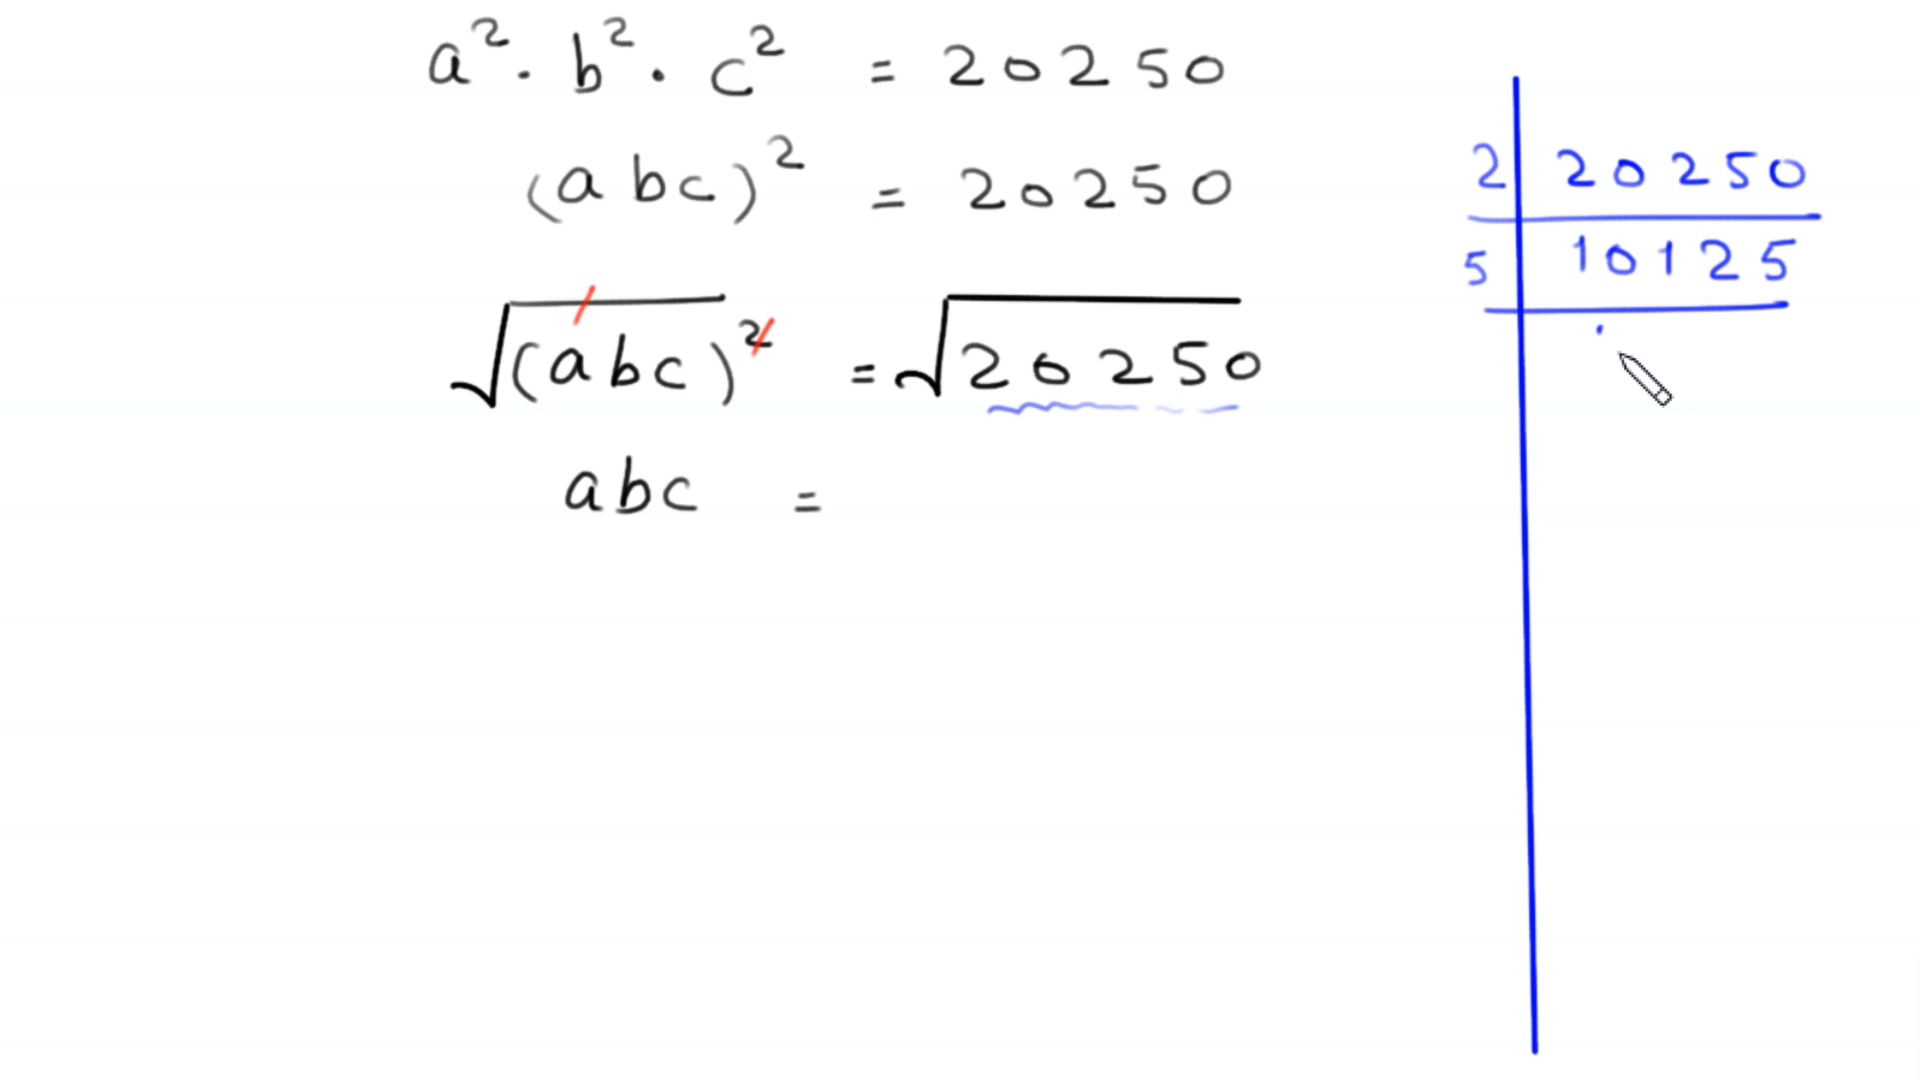 a² · b² · c² = 20250
(abc)² = 20250
√(abc)² = √20250
abc =
2 | 20250
5 | 10125